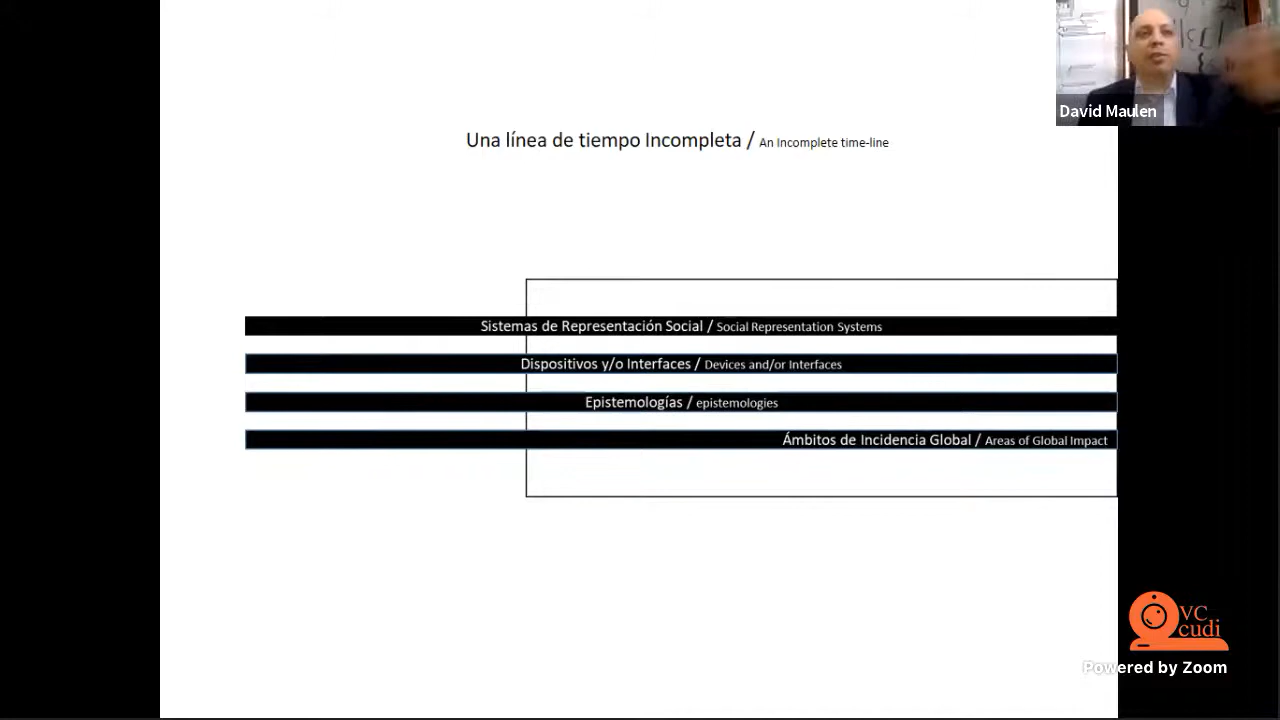 David Maulen
Una línea de tiempo Incompleta / An Incomplete time-line
Sistemas de Representación Social / Social Representation Systems
Dispositivos y/o Interfaces / Devices and/or Interfaces
Epistemologías / epistemologies
Ámbitos de Incidencia Global / Areas of Global Impact
VC
cudi
Powered by Zoom